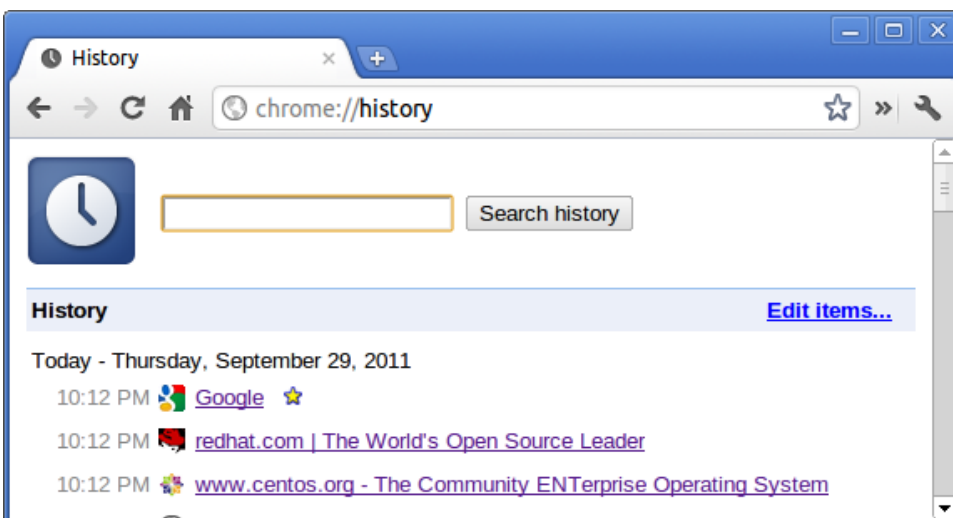 History
chrome://history
Search history
History Edit items...
Today - Thursday, September 29, 2011
10:12 PM Google
10:12 PM redhat.com | The World's Open Source Leader
10:12 PM www.centos.org - The Community ENTerprise Operating System